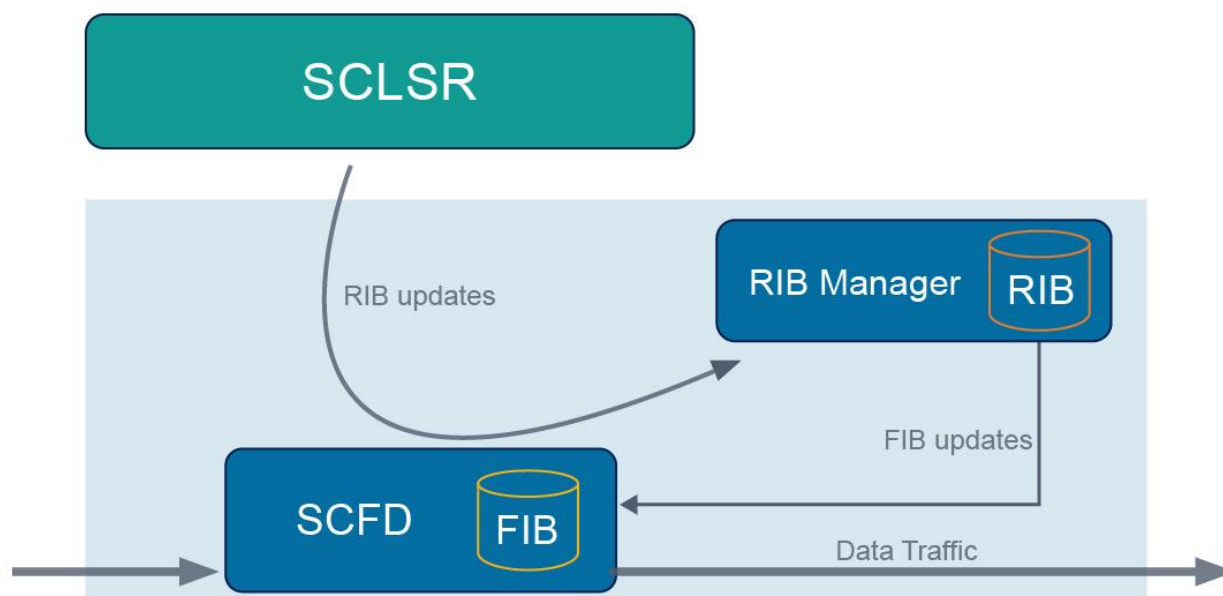 SCLSR
RIB updates
RIB Manager
RIB
FIB updates
SCFD
FIB
Data Traffic